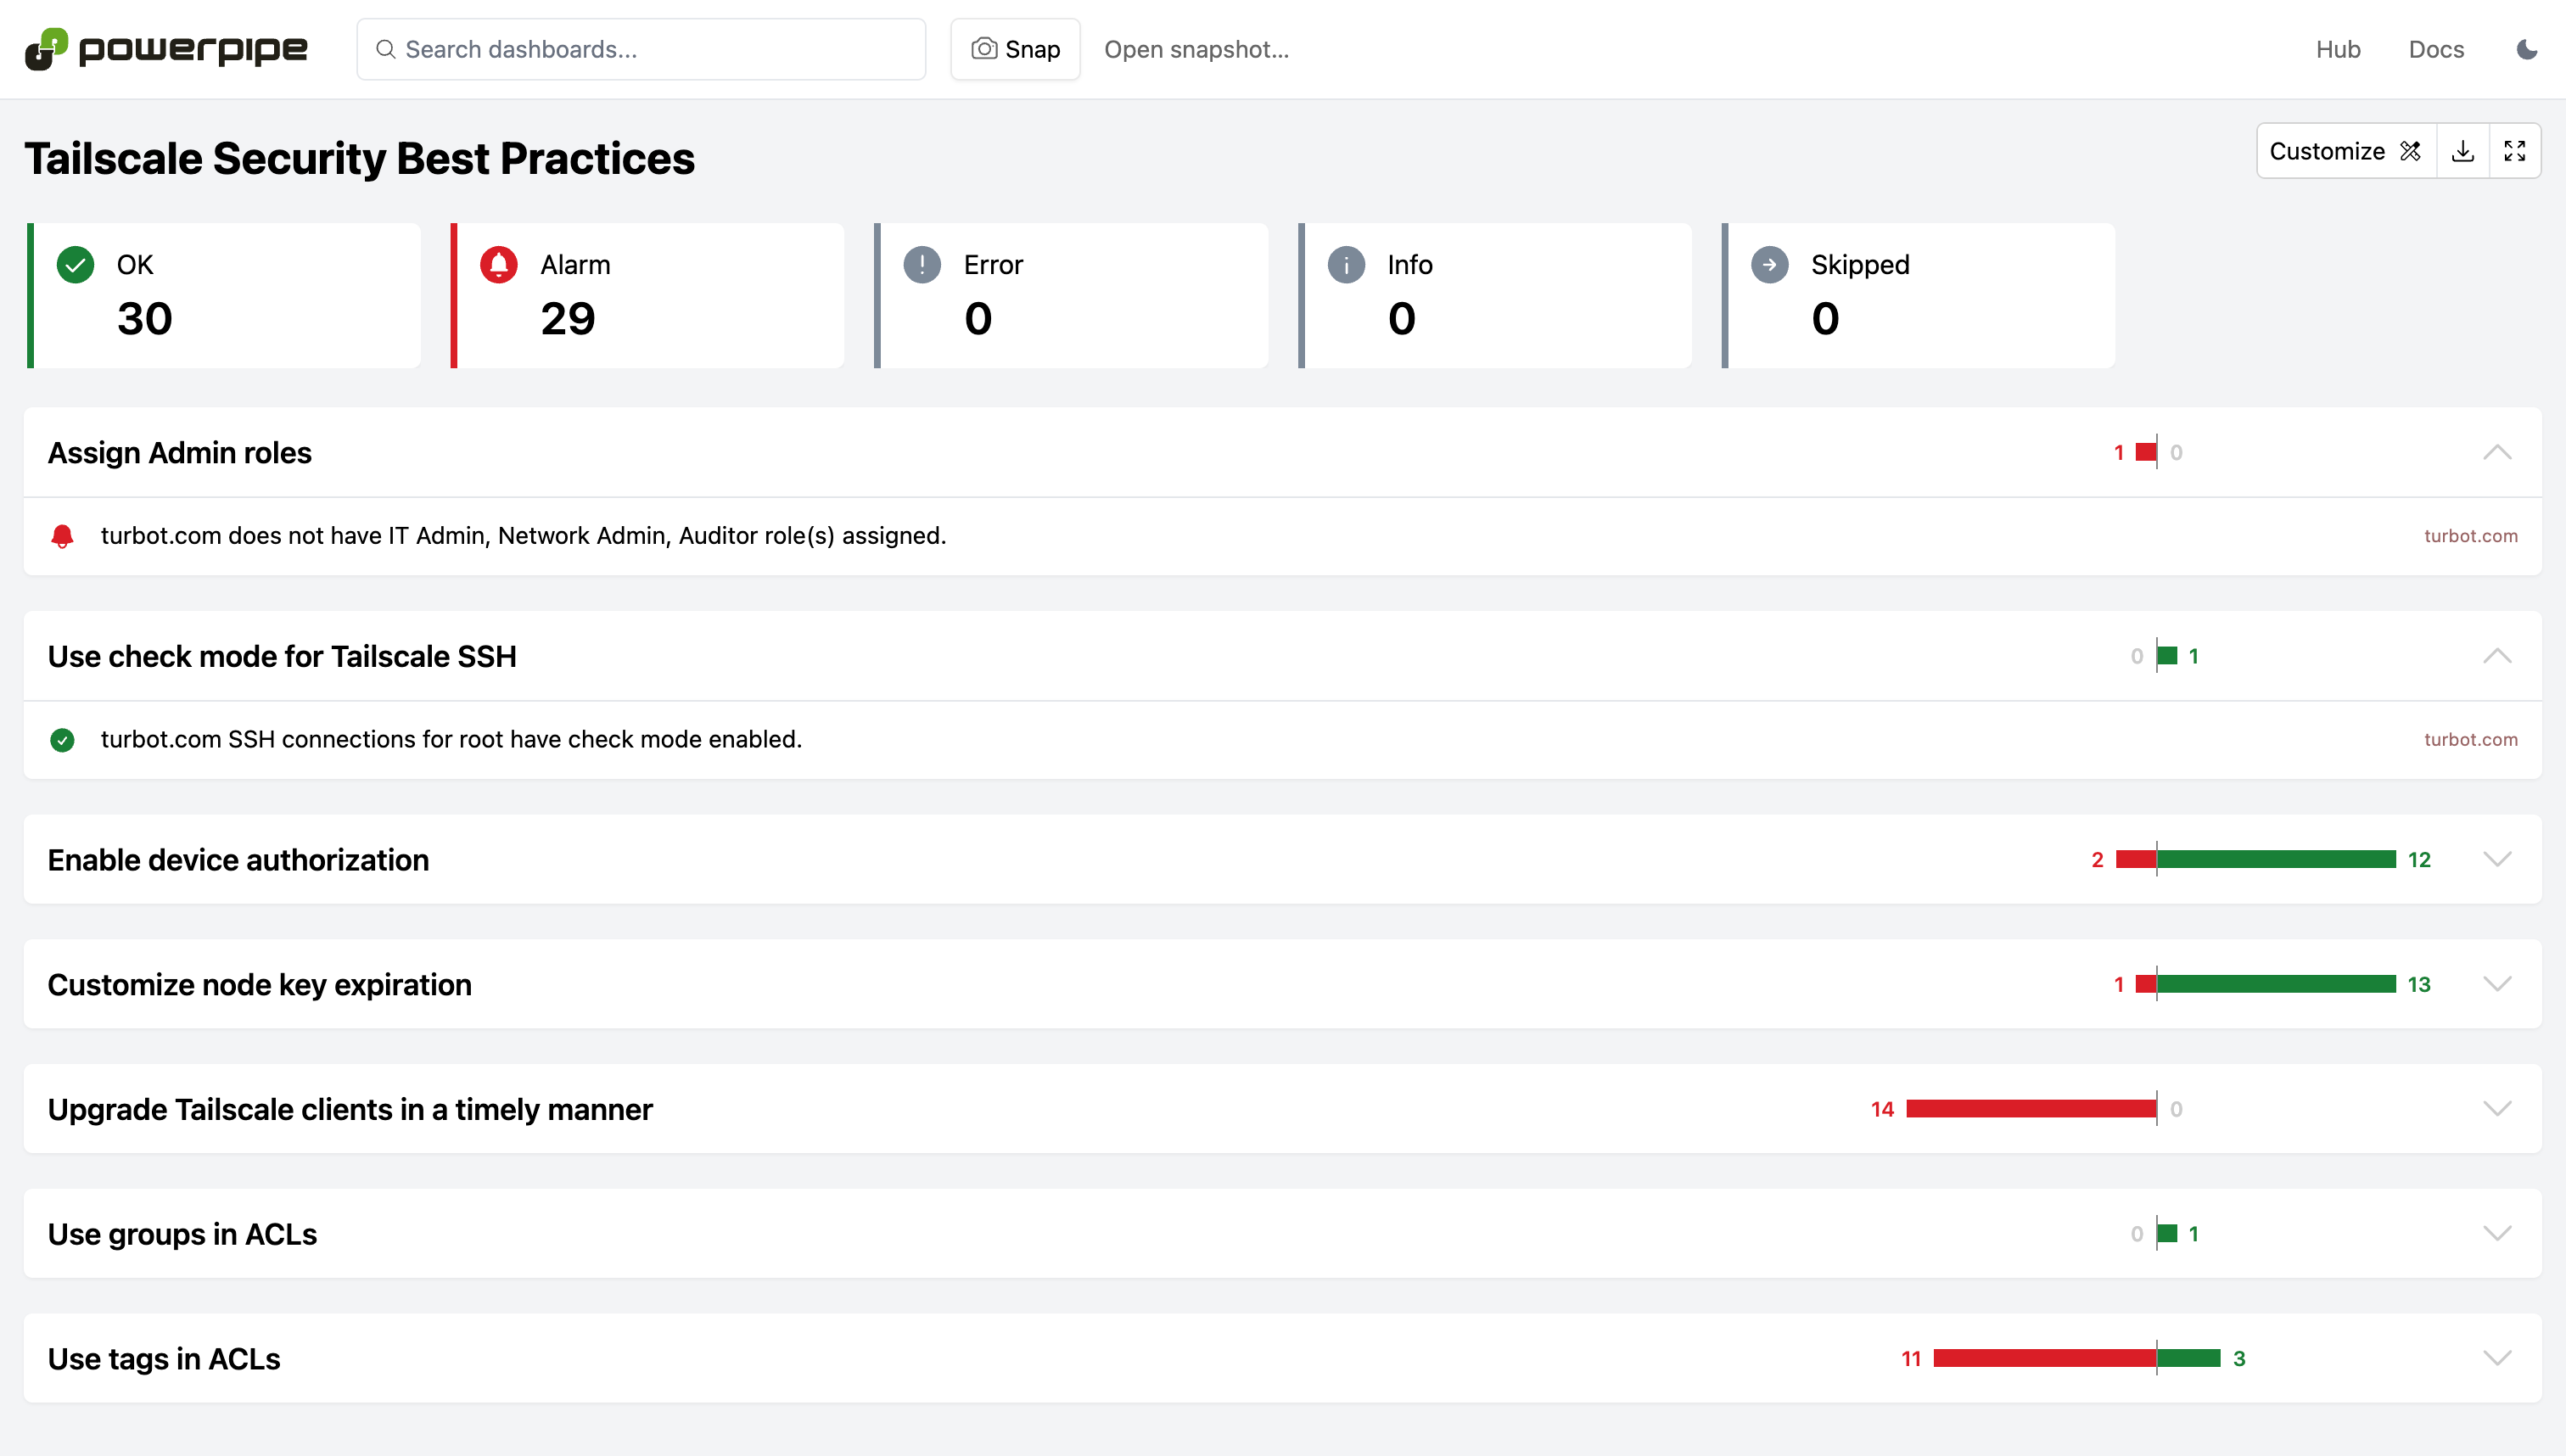 powerpipe Search dashboards... Snap Open snapshot... Hub Docs
Tailscale Security Best Practices Customize
OK Alarm Error Info Skipped
30 29 0 0 0
Assign Admin roles 1 0
turbot.com does not have IT Admin, Network Admin, Auditor role(s) assigned. turbot.com
Use check mode for Tailscale SSH 0 1
turbot.com SSH connections for root have check mode enabled. turbot.com
Enable device authorization 2 12
Customize node key expiration 1 13
Upgrade Tailscale clients in a timely manner 14 0
Use groups in ACLs 0 1
Use tags in ACLs 11 3